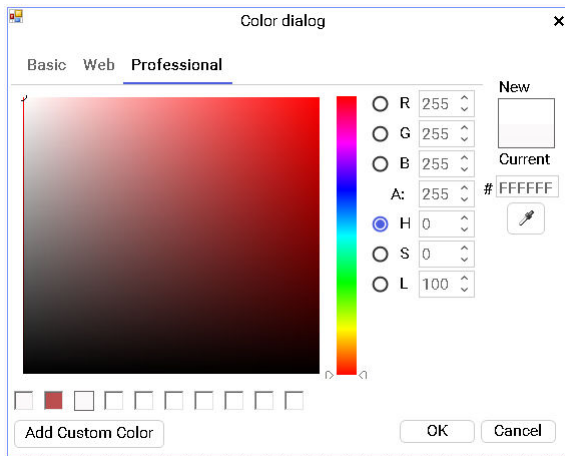 Color dialog
Basic Web Professional
New
R 255
G 255
B 255
Current
A: 255
# FFFFFF
H 0
S 0
L 100
Add Custom Color
OK
Cancel